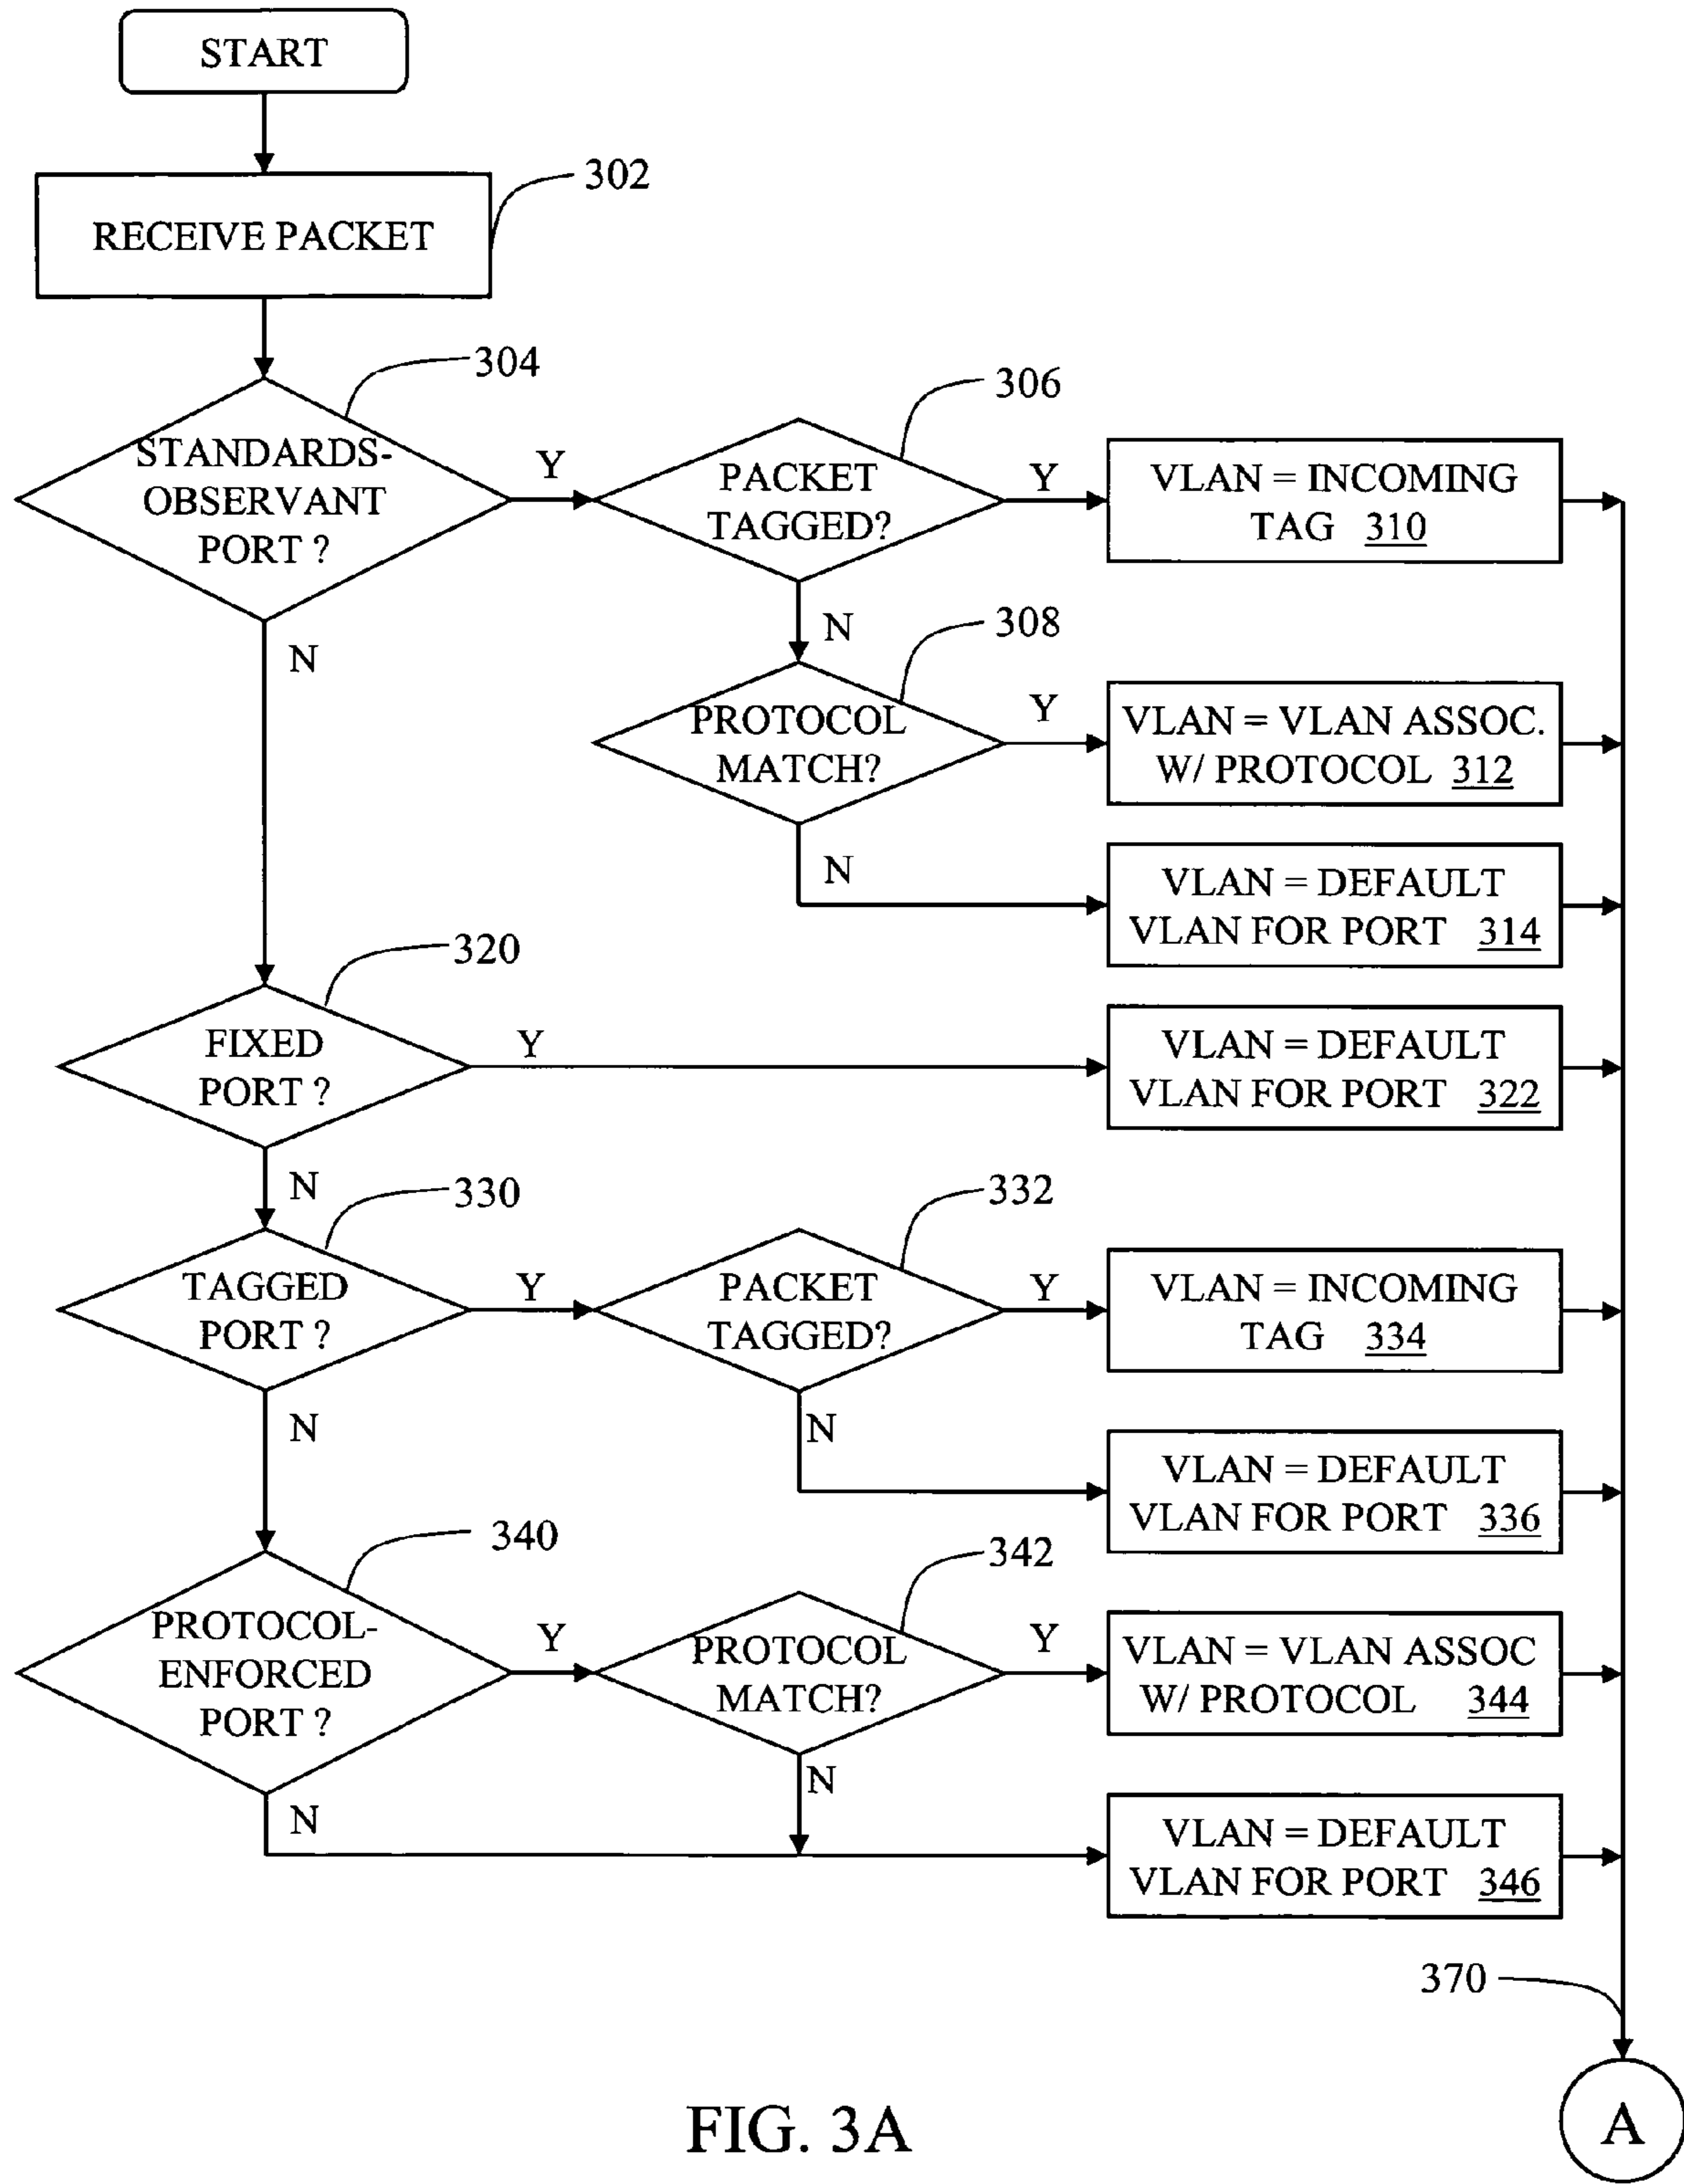 START
302
RECEIVE PACKET
304
STANDARDS-
OBSERVANT
PORT ?
Y
N
306
PACKET
TAGGED?
Y
N
VLAN = INCOMING
TAG 310
308
PROTOCOL
MATCH?
Y
N
VLAN = VLAN ASSOC.
W/ PROTOCOL 312
VLAN = DEFAULT
VLAN FOR PORT 314
320
FIXED
PORT ?
Y
N
VLAN = DEFAULT
VLAN FOR PORT 322
330
TAGGED
PORT ?
Y
N
332
PACKET
TAGGED?
Y
N
VLAN = INCOMING
TAG 334
VLAN = DEFAULT
VLAN FOR PORT 336
340
PROTOCOL-
ENFORCED
PORT ?
Y
N
342
PROTOCOL
MATCH?
Y
N
VLAN = VLAN ASSOC
W/ PROTOCOL 344
VLAN = DEFAULT
VLAN FOR PORT 346
370
A
FIG. 3A